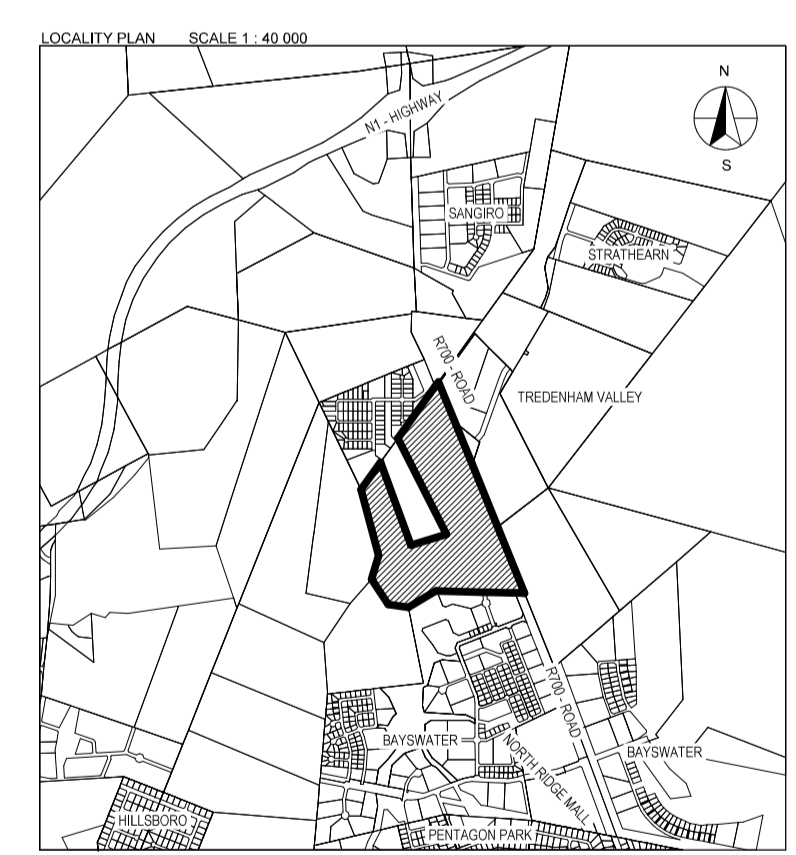 LOCALITY PLAN SCALE 1 : 40 000
N
S
N1 - HIGHWAY
SANGIRO
STRATHEARN
R700 - ROAD
TREDENHAM VALLEY
R700 - ROAD
BAYSWATER
NORTH RIDGE MALL
BAYSWATER
HILLSBORO
PENTAGON PARK